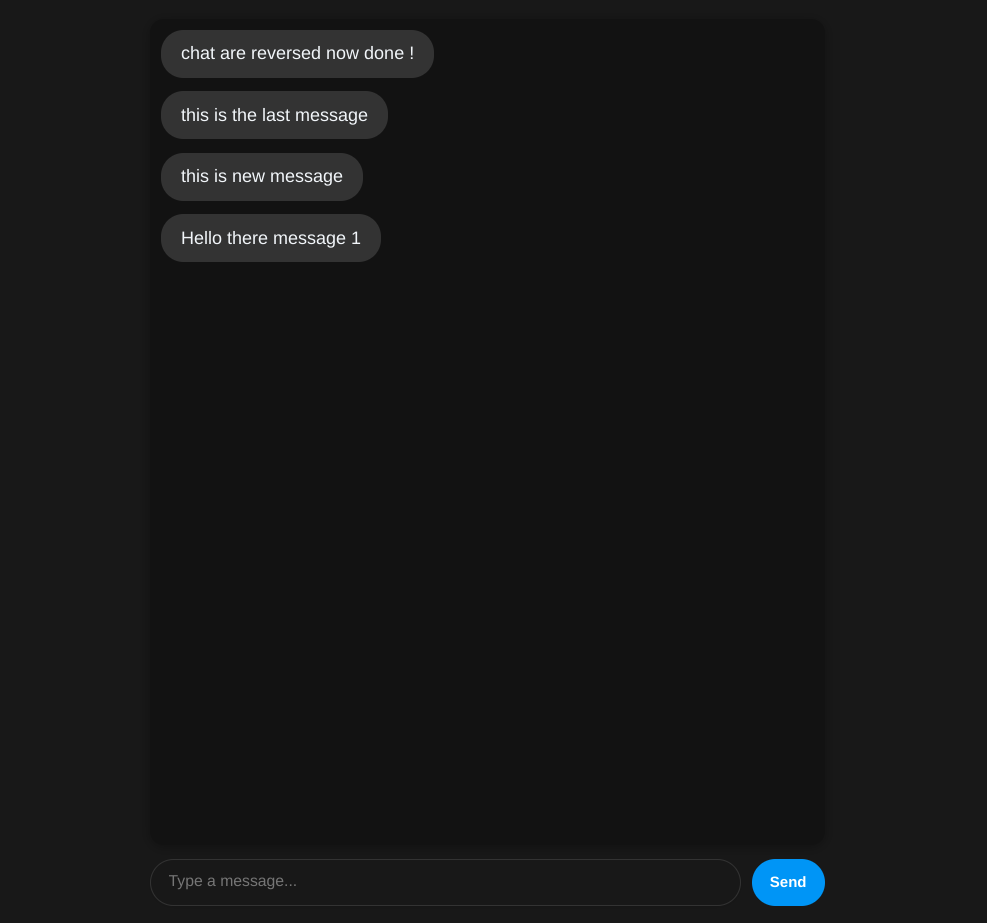 chat are reversed now done !
this is the last message
this is new message
Hello there message 1
Type a message...
Send